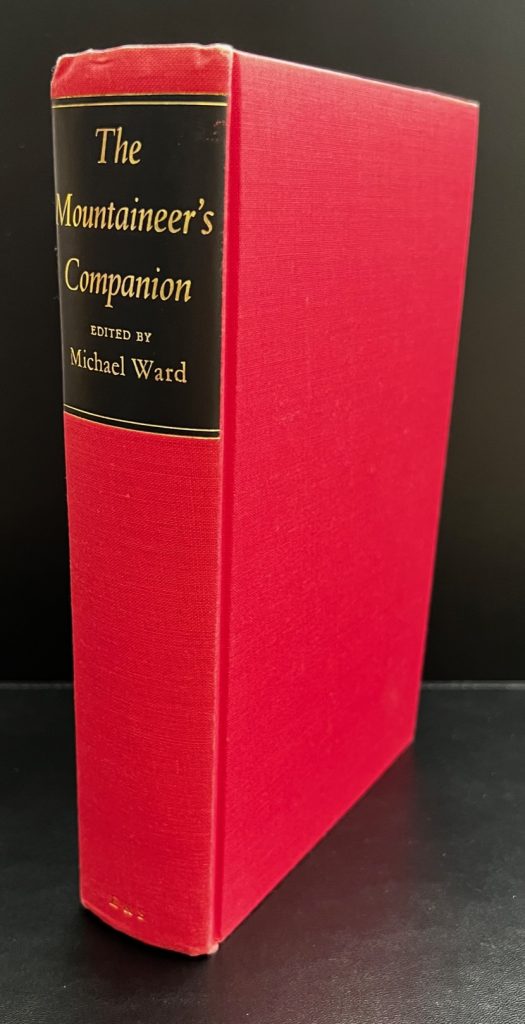 The
Mountaineer's
Companion
EDITED BY
Michael Ward